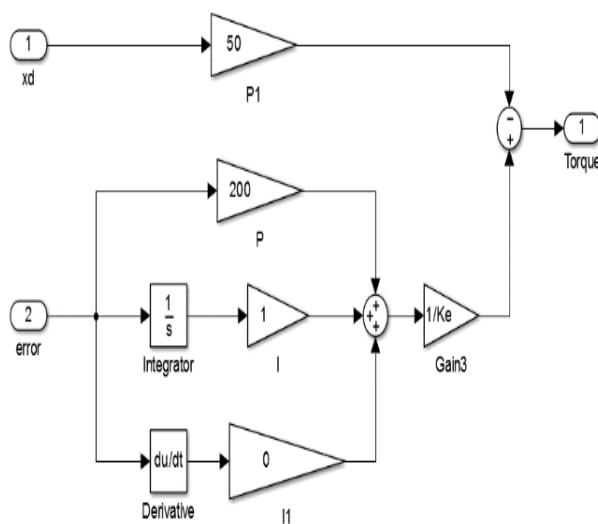 1
50
xd
P1
−
+
1
Torque
200
P
2
error
1
s
Integrator
1
I
+
+
+
1/Ke
Gain3
du/dt
Derivative
0
I1